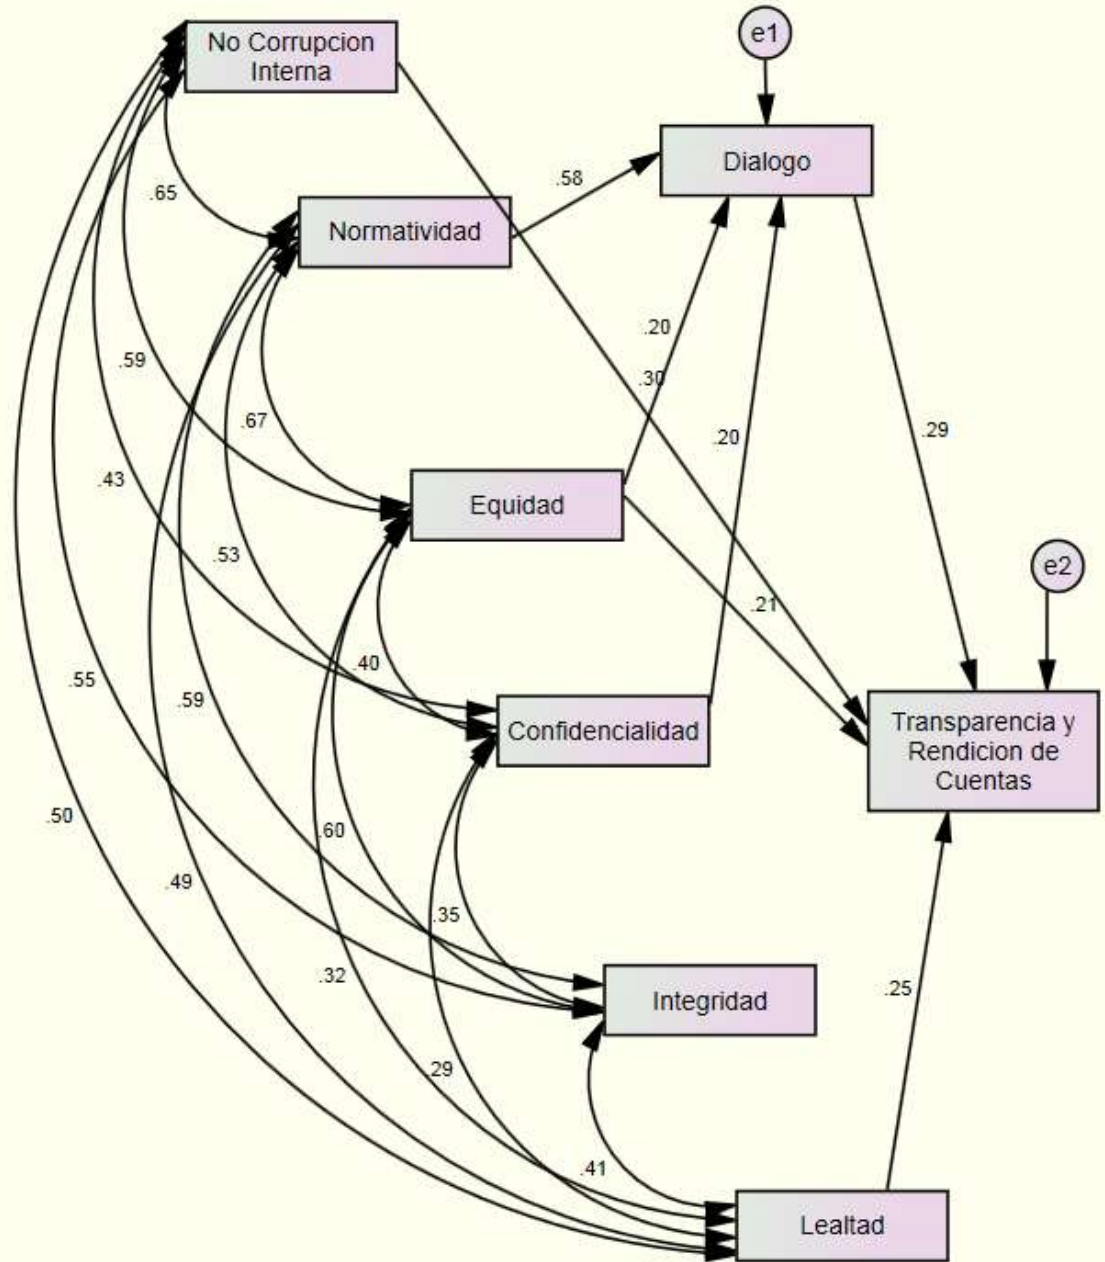 e1
No Corrupcion
Interna
Dialogo
.58
.65
Normatividad
.20
.59
.30
.67
.20
.29
.43
Equidad
.53
e2
.21
.40
.55
.59
Confidencialidad
Transparencia y
Rendicion de
Cuentas
.50
.60
.49
.35
.32
.25
Integridad
.29
.41
Lealtad